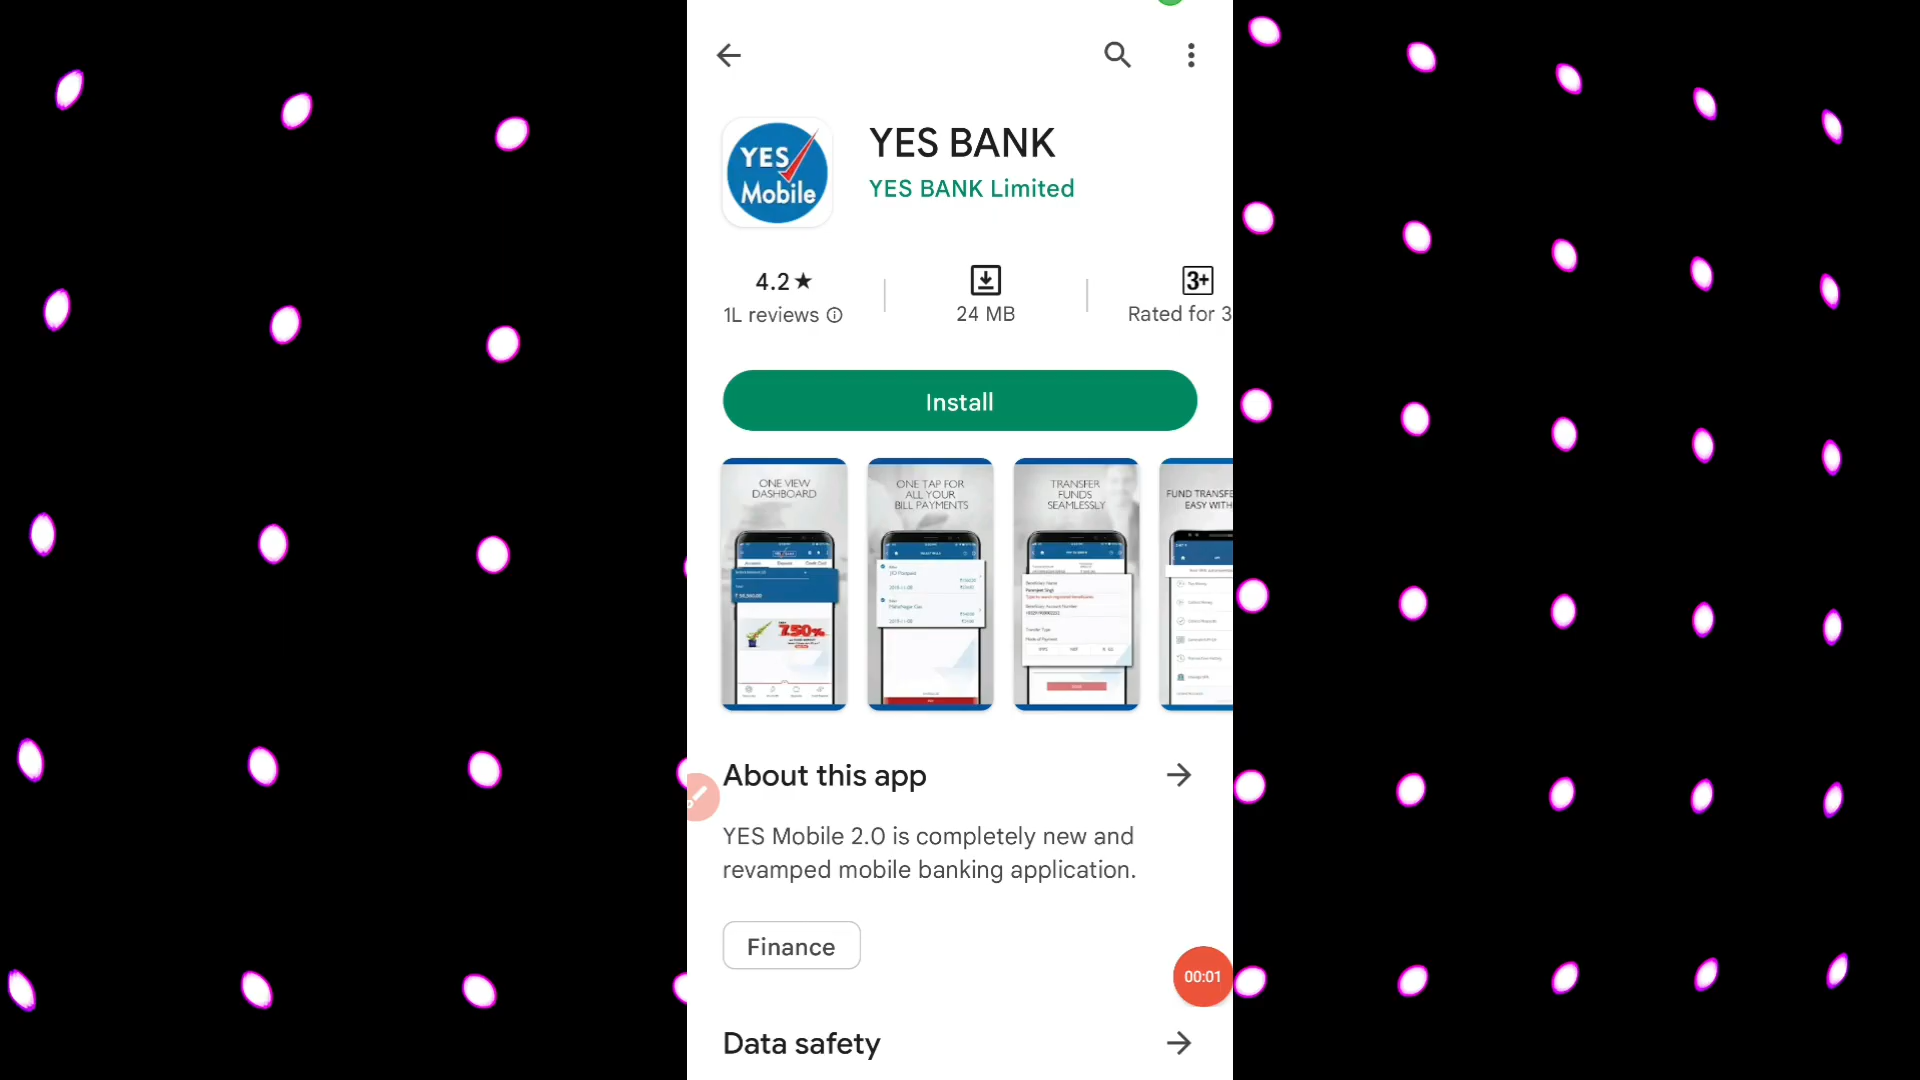 YES
Mobile
YES BANK
YES BANK Limited
4.2★
1L reviews
24 MB
3+
Rated for 3
Install
ONE VIEW
DASHBOARD
ONE TAP FOR
ALL YOUR
BILL PAYMENTS
TRANSFER
FUNDS
SEAMLESSLY
FUND TRANSFE
EASY WITH
7.50%
About this app
YES Mobile 2.0 is completely new and
revamped mobile banking application.
Finance
00:01
Data safety